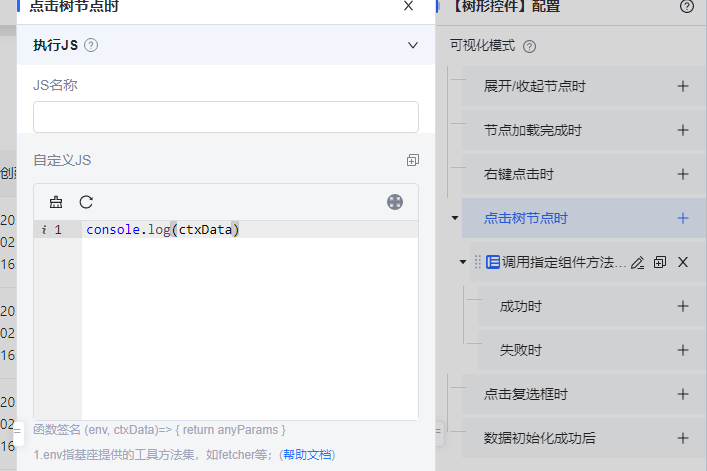 点击树节点时
执行JS
JS名称
自定义JS
i 1 console.log(ctxData)
函数签名 (env, ctxData)=> { return anyParams }
1.env指基座提供的工具方法集，如fetcher等；(帮助文档)
【树形控件】配置
可视化模式
展开/收起节点时
节点加载完成时
右键点击时
点击树节点时
调用指定组件方法...
成功时
失败时
点击复选框时
数据初始化成功后
20
02
16
20
02
16
20
02
16